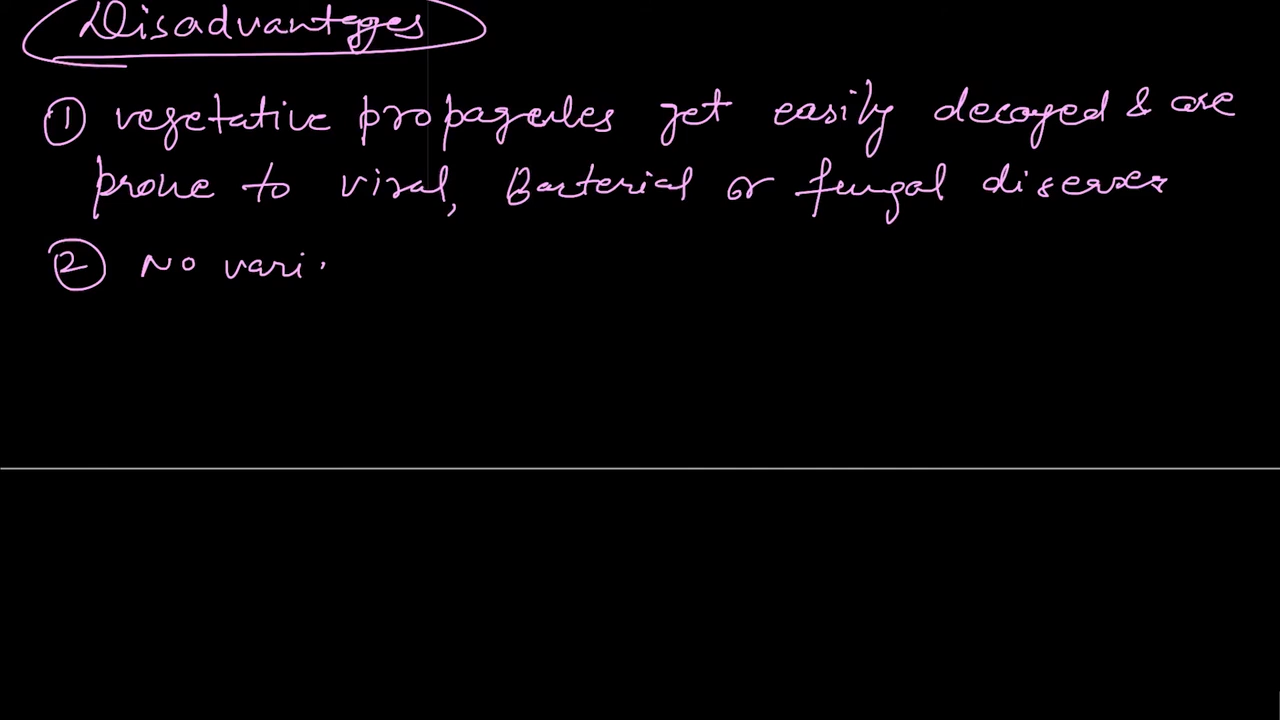 Disadvantages
① vegetative propagules get easily decayed & are
prone to viral, Bacterial or fungal diseases
② No vari